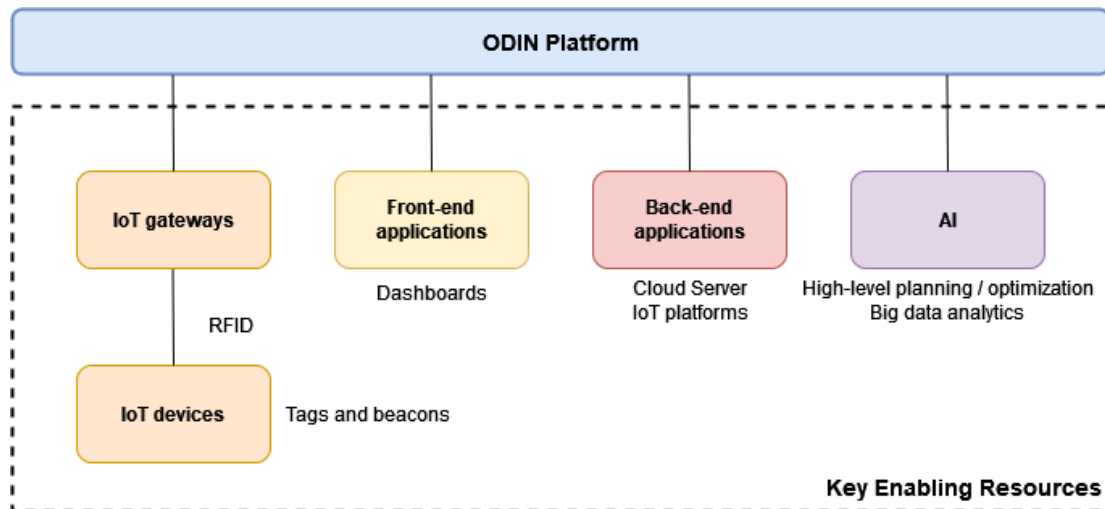 ODIN Platform
IoT gateways
Front-end
applications
Back-end
applications
AI
Dashboards
Cloud Server
IoT platforms
High-level planning / optimization
Big data analytics
RFID
IoT devices
Tags and beacons
Key Enabling Resources